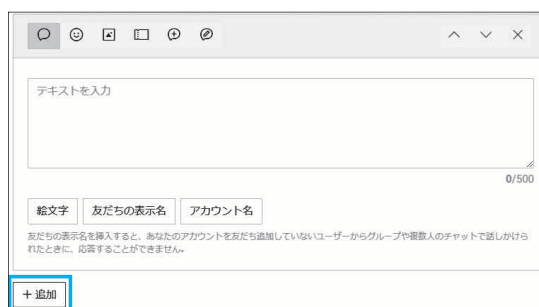 テキストを入力
0/500
絵文字 友だちの表示名 アカウント名
友だちの表示名を挿入すると、あなたのアカウントを友だち追加していないユーザーからグループや複数人のチャットで話しかけら
れたときに、応答することができません。
+ 追加